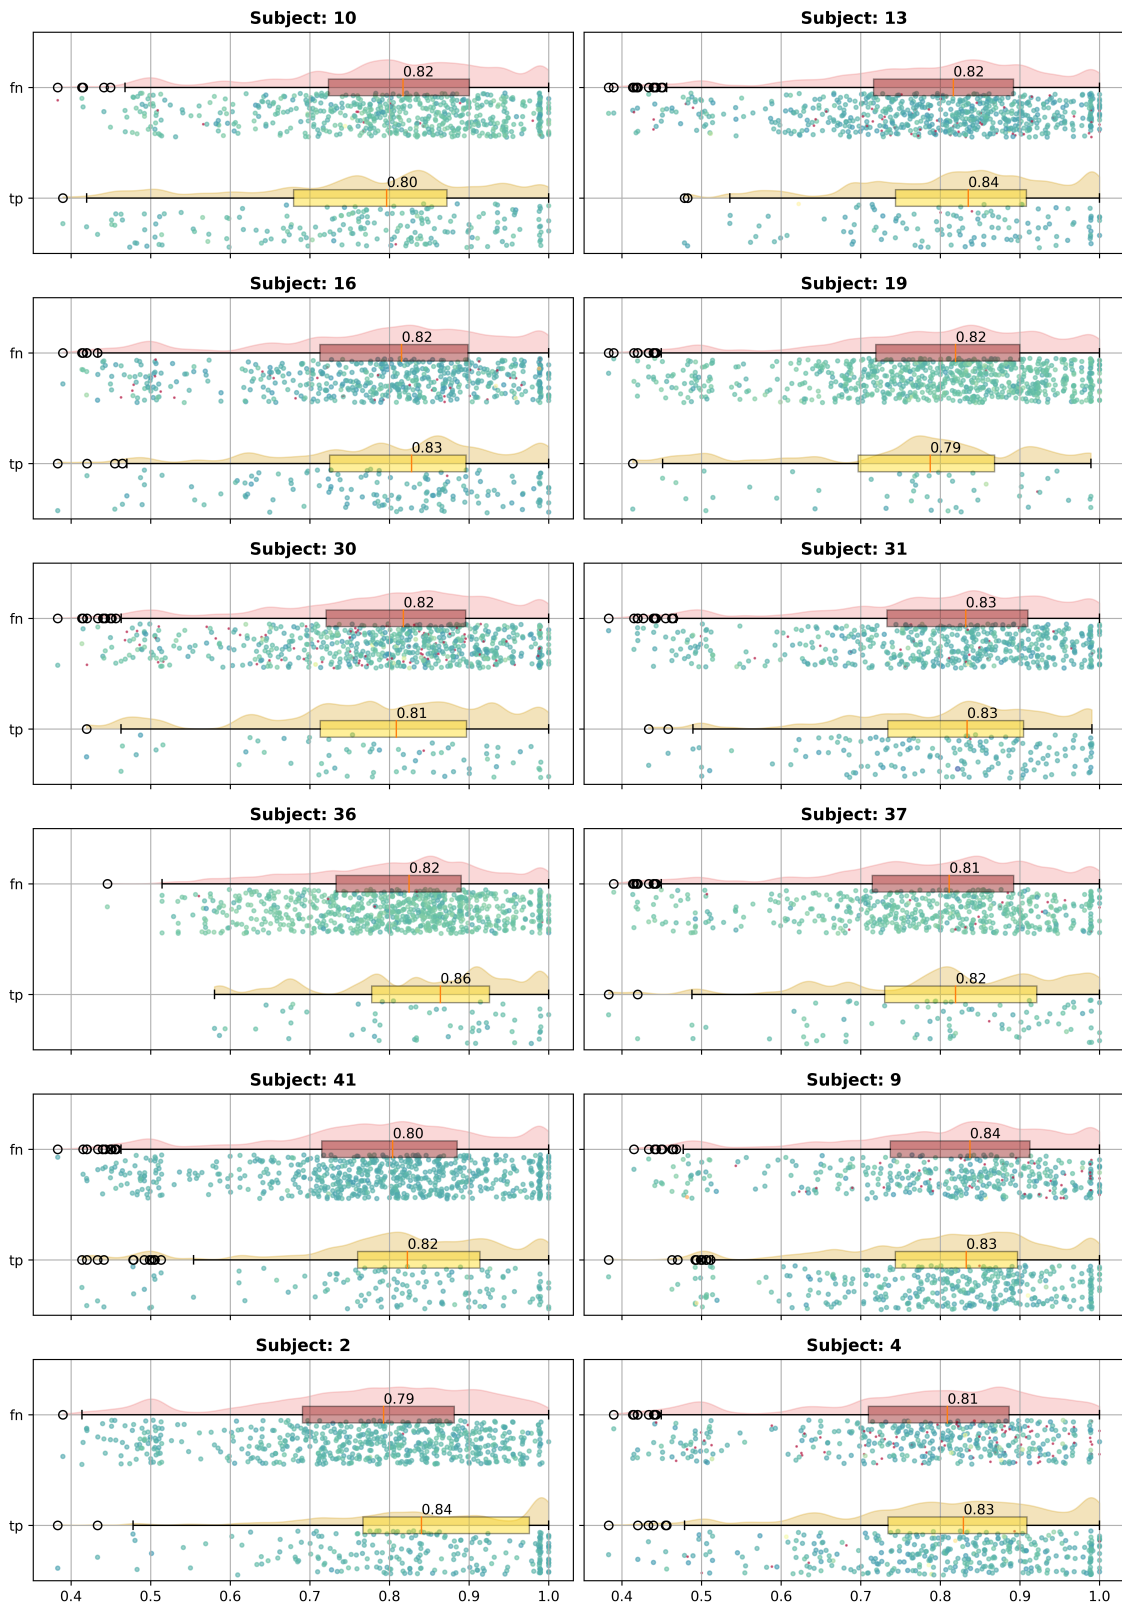 Subject: 10
Subject: 13
fn
0.82
0.82
tp
0.80
0.84
Subject: 16
Subject: 19
fn
0.82
0.82
tp
0.83
0.79
Subject: 30
Subject: 31
fn
0.82
0.83
tp
0.81
0.83
Subject: 36
Subject: 37
fn
0.82
0.81
tp
0.86
0.82
Subject: 41
Subject: 9
fn
0.80
0.84
tp
0.82
0.83
Subject: 2
Subject: 4
fn
0.79
0.81
tp
0.84
0.83
0.4 0.5 0.6 0.7 0.8 0.9 1.0
0.4 0.5 0.6 0.7 0.8 0.9 1.0